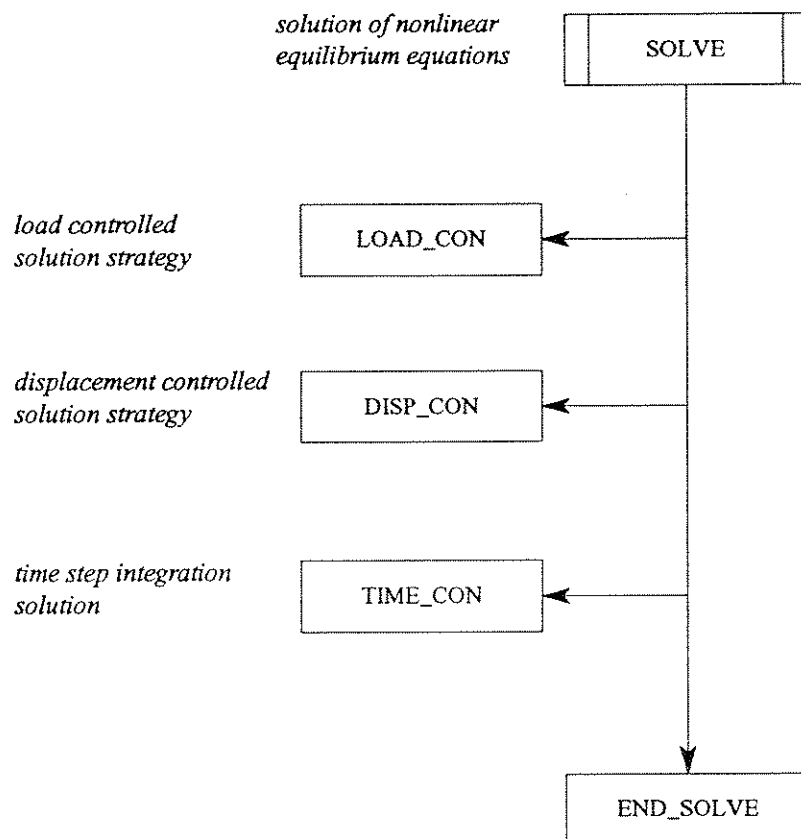 solution of nonlinear
equilibrium equations
SOLVE
load controlled
solution strategy
LOAD_CON
displacement controlled
solution strategy
DISP_CON
time step integration
solution
TIME_CON
END_SOLVE